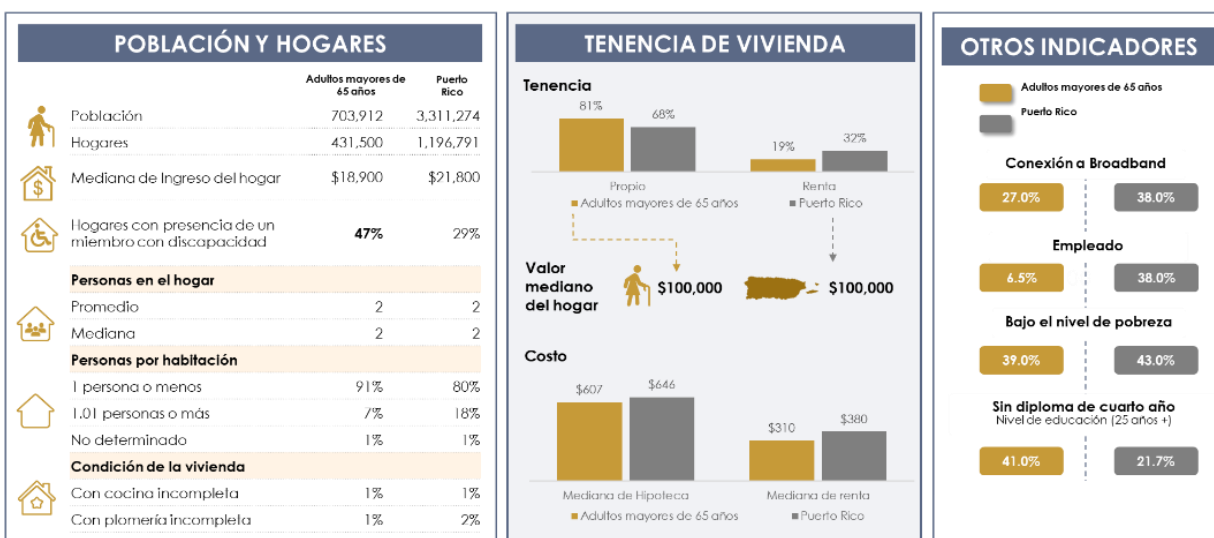 POBLACIÓN Y HOGARES
Adultos mayores de 65 años Puerto Rico
Población 703,912 3,311,274
Hogares 431,500 1,196,791
Mediana de Ingreso del hogar $18,900 $21,800
Hogares con presencia de un
miembro con discapacidad 47% 29%
Personas en el hogar
Promedio 2 2
Mediana 2 2
Personas por habitación
1 persona o menos 91% 80%
1.01 personas o más 7% 18%
No determinado 1% 1%
Condición de la vivienda
Con cocina incompleta 1% 1%
Con plomería incompleta 1% 2%
TENENCIA DE VIVIENDA
Tenencia
81% 68% 19% 32%
Propio Renta
Adultos mayores de 65 años Puerto Rico
Valor
mediano
del hogar
$100,000 $100,000
Costo
$607 $646 $310 $380
Mediana de Hipoteca Mediana de renta
Adultos mayores de 65 años Puerto Rico
OTROS INDICADORES
Adultos mayores de 65 años
Puerto Rico
Conexión a Broadband
27.0% 38.0%
Empleado
6.5% 38.0%
Bajo el nivel de pobreza
39.0% 43.0%
Sin diploma de cuarto año
Nivel de educación (25 años +)
41.0% 21.7%